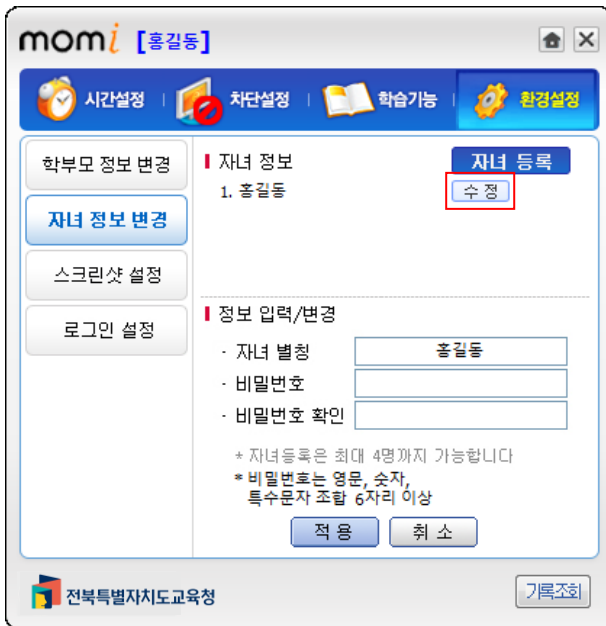 momi [홍길동]
시간설정 차단설정 학습기능 환경설정
학부모 정보 변경
자녀 정보 변경
스크린샷 설정
로그인 설정
자녀 정보 자녀 등록
1. 홍길동 수 정
정보 입력/변경
· 자녀 별칭 홍길동
· 비밀번호
· 비밀번호 확인
* 자녀등록은 최대 4명까지 가능합니다
* 비밀번호는 영문, 숫자,
특수문자 조합 6자리 이상
적 용 취 소
전북특별자치도교육청 기록조회